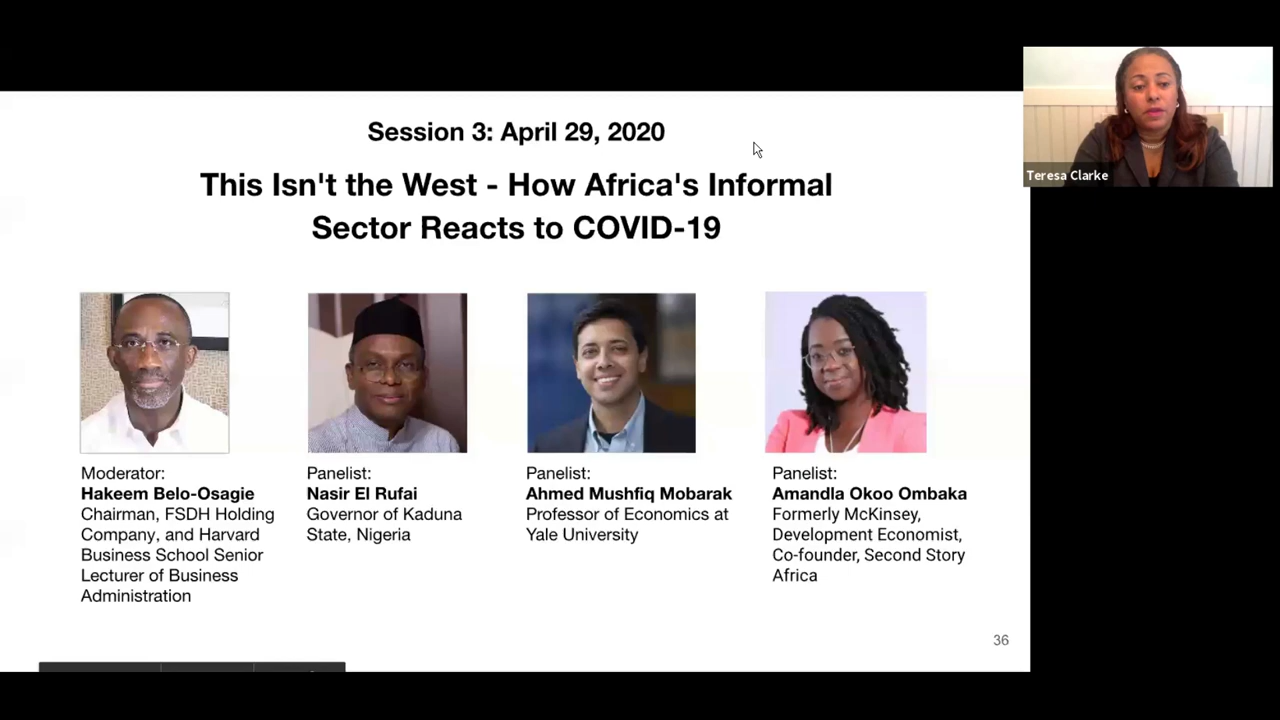 Session 3: April 29, 2020
This Isn't the West - How Africa's Informal
Sector Reacts to COVID-19
Teresa Clarke
Moderator:
Hakeem Belo-Osagie
Chairman, FSDH Holding
Company, and Harvard
Business School Senior
Lecturer of Business
Administration
Panelist:
Nasir El Rufai
Governor of Kaduna
State, Nigeria
Panelist:
Ahmed Mushfiq Mobarak
Professor of Economics at
Yale University
Panelist:
Amandla Okoo Ombaka
Formerly McKinsey,
Development Economist,
Co-founder, Second Story
Africa
36